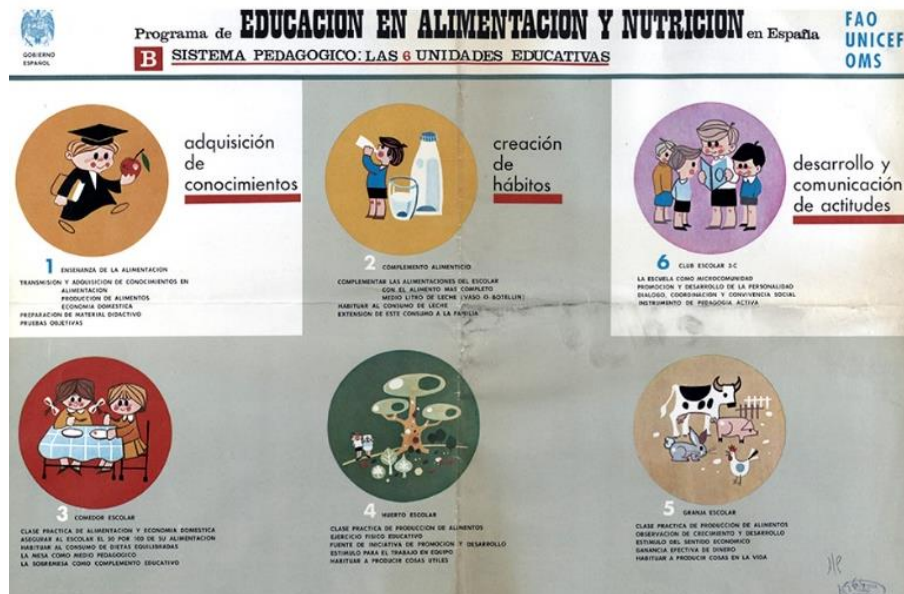 GOBIERNO
ESPAÑOL
Programa de EDUCACION EN ALIMENTACION Y NUTRICION en España
B SISTEMA PEDAGOGICO: LAS 6 UNIDADES EDUCATIVAS
FAO
UNICEF
OMS
adquisición
de
conocimientos
1 ENSEÑANZA DE LA ALIMENTACION
TRANSMISION Y ADQUISICION DE CONOCIMIENTOS EN
ALIMENTACION
PRODUCCION DE ALIMENTOS
ECONOMIA DOMESTICA
PREPARACION DE MATERIAL DIDACTIVO
PRUEBAS OBJETIVAS
creación
de
hábitos
2 COMPLEMENTO ALIMENTICIO
COMPLEMENTAR LAS ALIMENTACIONES DEL ESCOLAR
CON EL ALIMENTO MAS COMPLETO
MEDIO LITRO DE LECHE (VASO O BOTELLIN)
HABITUAR AL CONSUMO DE LECHE
EXTENSION DE ESTE CONSUMO A LA FAMILIA
desarrollo y
comunicación
de actitudes
6 CLUB ESCOLAR 3-C
LA ESCUELA COMO MICROCOMUNIDAD
PROMOCION Y DESARROLLO DE LA PERSONALIDAD
DIALOGO, COORDINACION Y CONVIVENCIA SOCIAL
INSTRUMENTO DE PEDAGOGIA ACTIVA
3 COMEDOR ESCOLAR
CLASE PRACTICA DE ALIMENTACION Y ECONOMIA DOMESTICA
ASEGURAR AL ESCOLAR EL 50 POR 100 DE SU ALIMENTACION
HABITUAR AL CONSUMO DE DIETAS EQUILIBRADAS
LA MESA COMO MEDIO PEDAGOGICO
LA SOBREMESA COMO COMPLEMENTO EDUCATIVO
4 HUERTO ESCOLAR
CLASE PRACTICA DE PRODUCCION DE ALIMENTOS
EJERCICIO FISICO EDUCATIVO
FUENTE DE INICIATIVA DE PROMOCION Y DESARROLLO
ESTIMULO PARA EL TRABAJO EN EQUIPO
HABITUAR A PRODUCIR COSAS UTILES
5 GRANJA ESCOLAR
CLASE PRACTICA DE PRODUCCION DE ALIMENTOS
OBSERVACION DE CRECIMIENTO Y DESARROLLO
ESTIMULO DEL SENTIDO ECONOMICO
GANANCIA EFECTIVA DE DINERO
HABITUAR A PRODUCIR COSAS EN LA VIDA